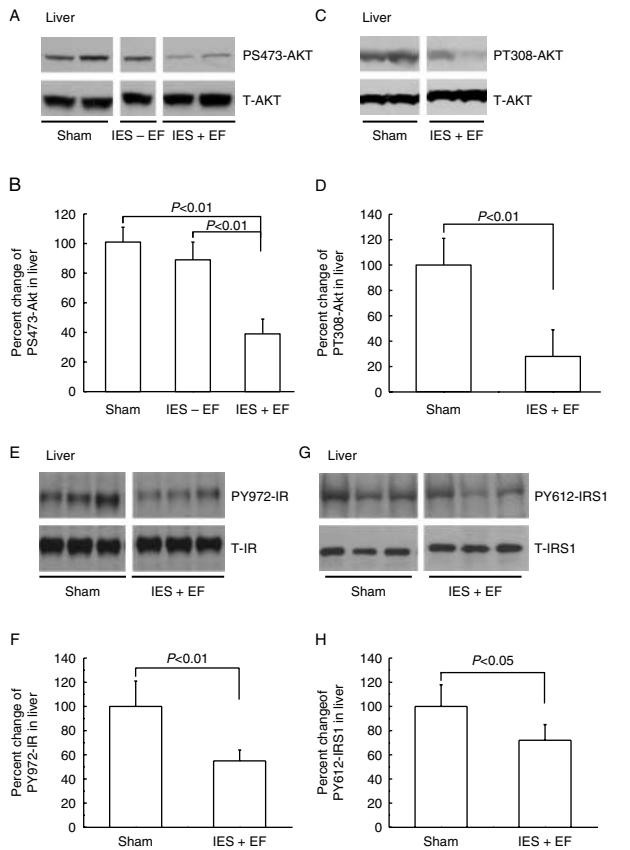 A Liver
PS473-AKT
T-AKT
Sham IES – EF IES + EF
C Liver
PT308-AKT
T-AKT
Sham IES + EF
B
Percent change of
PS473-Akt in liver
120
100
80
60
40
20
0
P<0.01
P<0.01
Sham IES – EF IES + EF
D
Percent change of
PT308-Akt in liver
140
120
100
80
60
40
20
0
P<0.01
Sham IES + EF
E Liver
PY972-IR
T-IR
Sham IES + EF
G Liver
PY612-IRS1
T-IRS1
Sham IES + EF
F
Percent change of
PY972-IR in liver
140
120
100
80
60
40
20
0
P<0.01
Sham IES + EF
H
Percent changeof
PY612-IRS1 in liver
140
120
100
80
60
40
20
0
P<0.05
Sham IES + EF